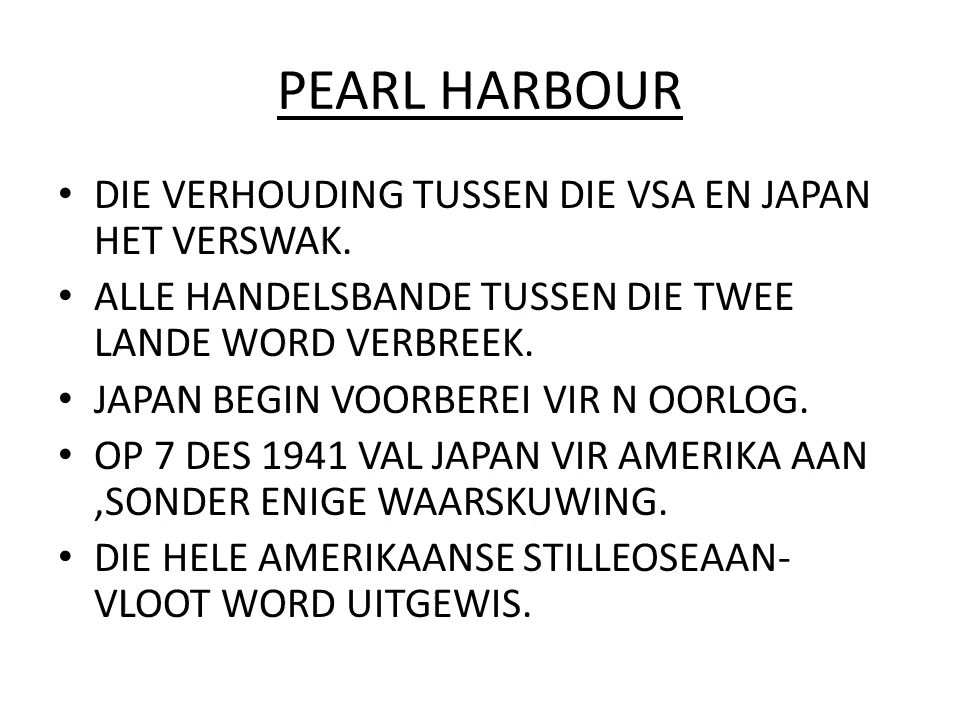 PEARL HARBOUR
• DIE VERHOUDING TUSSEN DIE VSA EN JAPAN
HET VERSWAK.
• ALLE HANDELSBANDE TUSSEN DIE TWEE
LANDE WORD VERBREEK.
• JAPAN BEGIN VOORBEREI VIR N OORLOG.
• OP 7 DES 1941 VAL JAPAN VIR AMERIKA AAN
,SONDER ENIGE WAARSKUWING.
• DIE HELE AMERIKAANSE STILLEOSEAAN-
VLOOT WORD UITGEWIS.